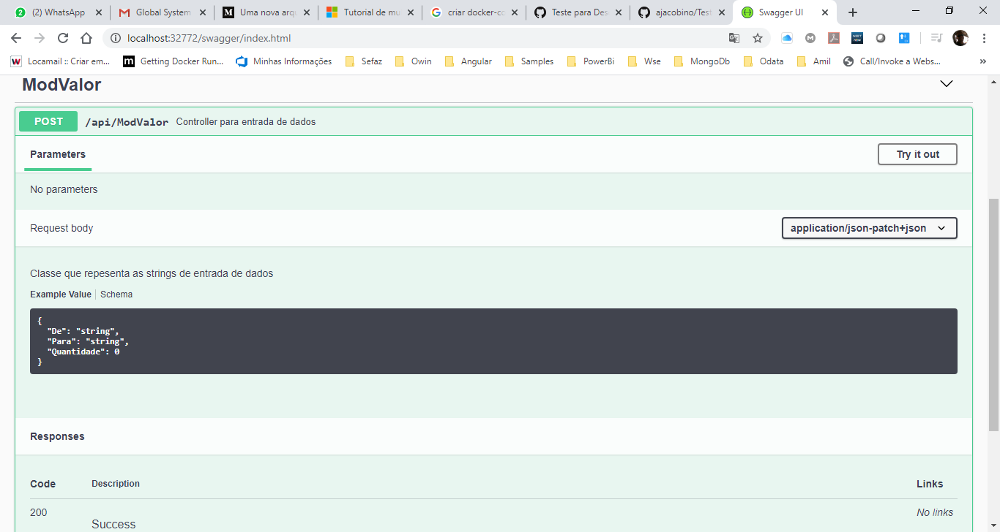 2 (2) WhatsApp
Global System
M Uma nova arq
Tutorial de mu
criar docker-co
Teste para Des
ajacobino/Test
Swagger UI
localhost:32772/swagger/index.html
W Locamail :: Criar em...
m Getting Docker Run...
Minhas Informações
Sefaz
Owin
Angular
Samples
PowerBi
Wse
MongoDb
Odata
Amil
Call/Invoke a Webs...
»
ModValor
POST /api/ModValor Controller para entrada de dados
Parameters
Try it out
No parameters
Request body
application/json-patch+json
Classe que repesenta as strings de entrada de dados
Example Value | Schema
{
"De": "string",
"Para": "string",
"Quantidade": 0
}
Responses
Code Description Links
200 No links
Success